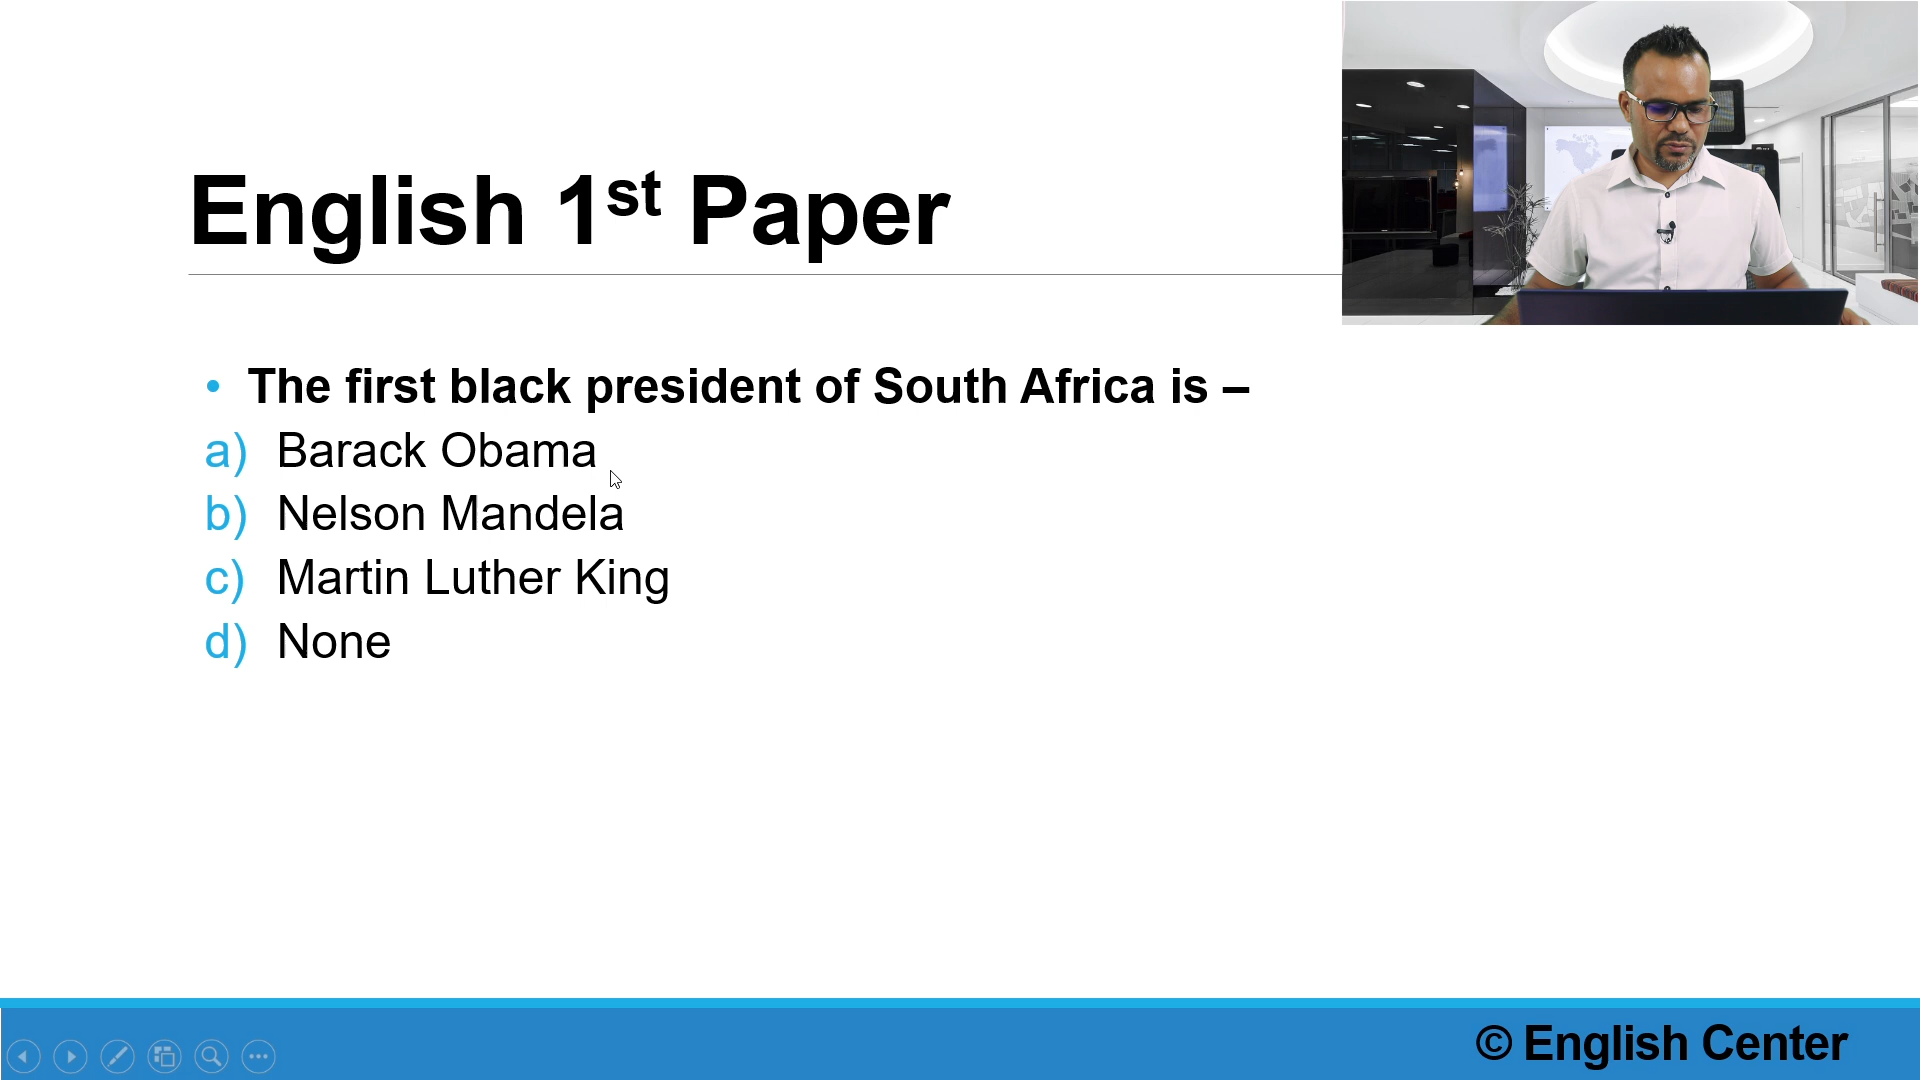 English 1st Paper
• The first black president of South Africa is –
a) Barack Obama
b) Nelson Mandela
c) Martin Luther King
d) None
© English Center